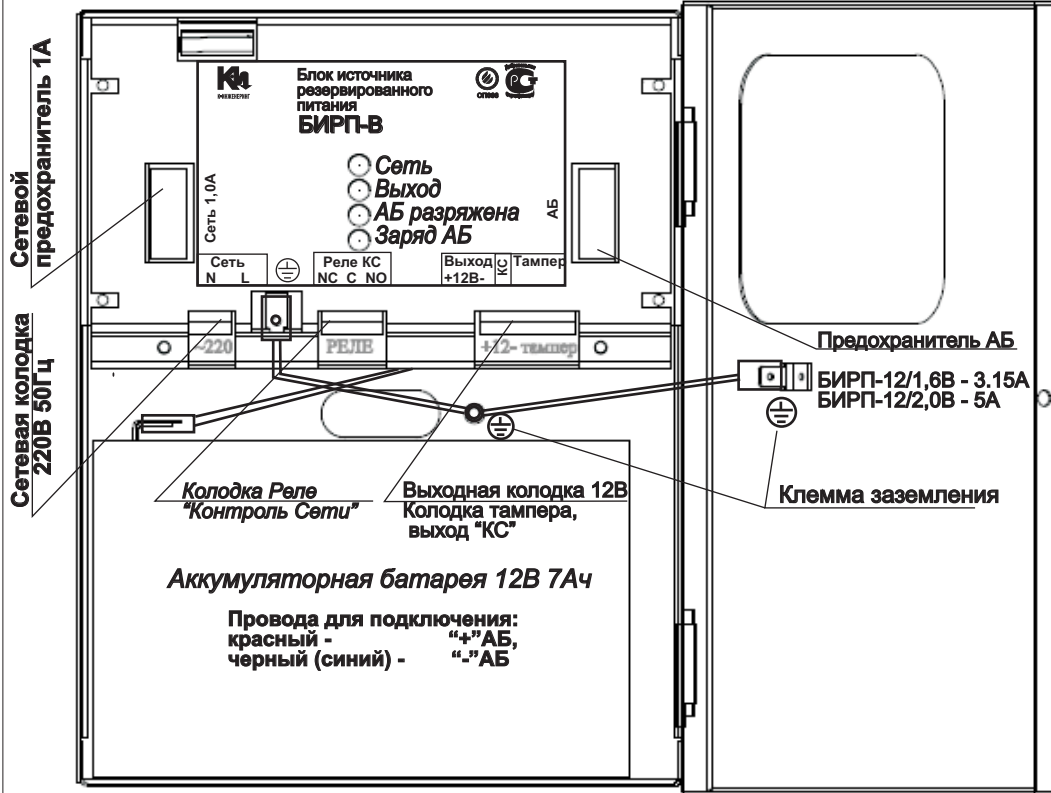 Сетевой
предохранитель 1А
Сетевая колодка
220В 50Гц
Блок источника
резервированного
питания
БИРП-В
ОП066
Сеть
Выход
АБ разряжена
Заряд АБ
Сеть 1,0А
АБ
Сеть
N L
Реле КС
NC C NO
Выход
+12В-
КС
Тампер
~220
РЕЛЕ
+12- тампер
Предохранитель АБ
БИРП-12/1,6В - 3.15А
БИРП-12/2,0В - 5А
Колодка Реле
“Контроль Сети”
Выходная колодка 12В
Колодка тампера,
выход “КС”
Клемма заземления
Аккумуляторная батарея 12В 7Ач
Провода для подключения:
красный - “+”АБ,
черный (синий) - “-”АБ